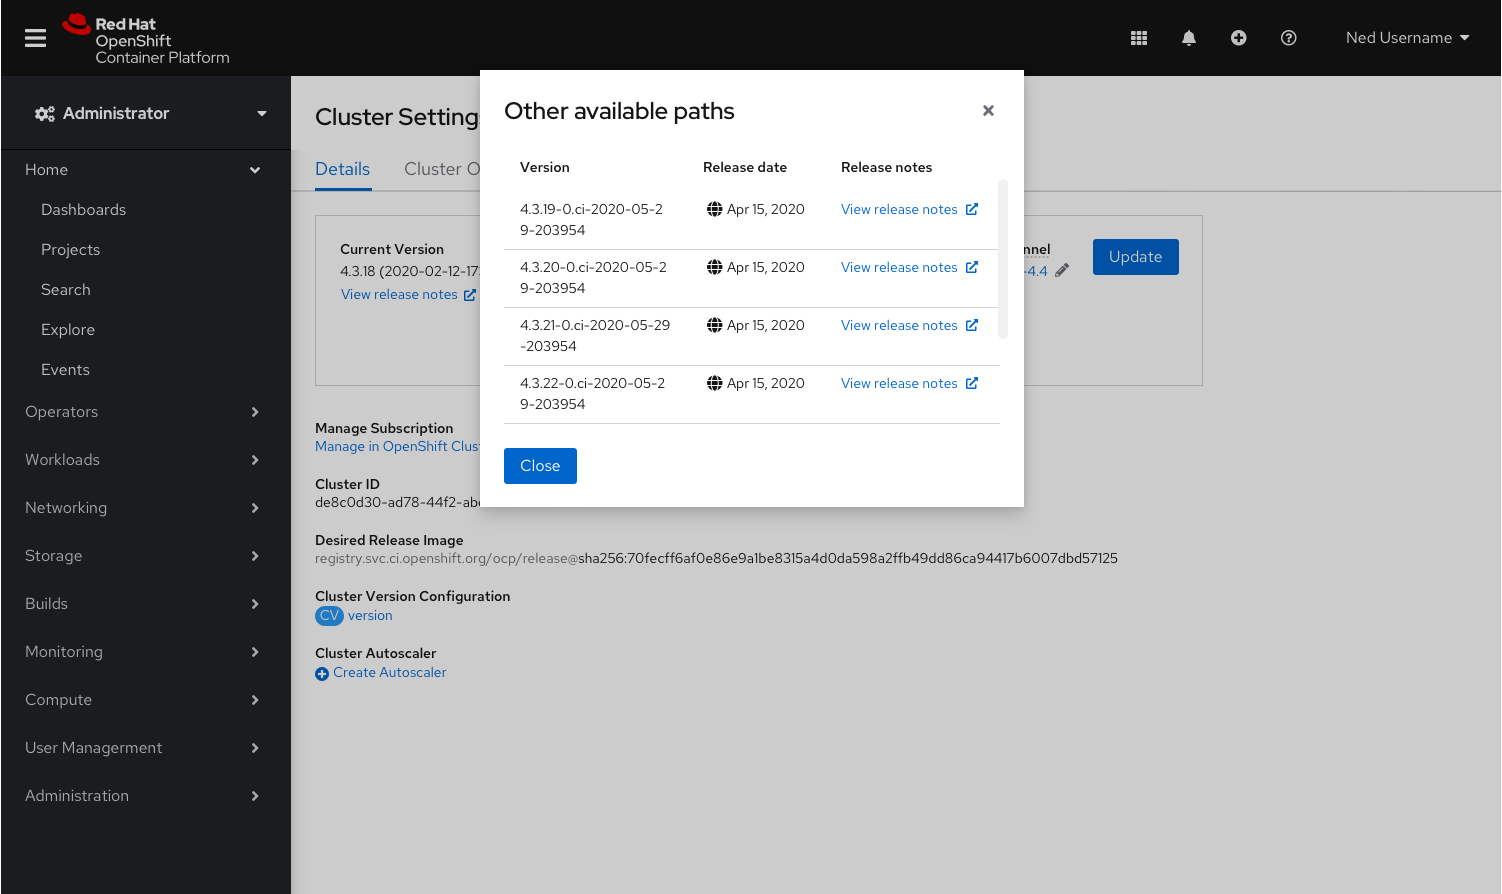 Red Hat
OpenShift
Container Platform
Ned Username
Administrator
Home
Dashboards
Projects
Search
Explore
Events
Operators
Workloads
Networking
Storage
Builds
Monitoring
Compute
User Managerment
Administration
Cluster Setting
Details
Cluster O
Current Version
4.3.18 (2020-02-12-17
View release notes
nnel
-4.4
Update
Manage Subscription
Manage in OpenShift Clus
Cluster ID
de8c0d30-ad78-44f2-ab
Desired Release Image
registry.svc.ci.openshift.org/ocp/release@sha256:70fecff6af0e86e9a1be8315a4d0da598a2ffb49dd86ca94417b6007dbd57125
Cluster Version Configuration
CV version
Cluster Autoscaler
Create Autoscaler
Other available paths
Version Release date Release notes
4.3.19-0.ci-2020-05-2 Apr 15, 2020 View release notes
9-203954
4.3.20-0.ci-2020-05-2 Apr 15, 2020 View release notes
9-203954
4.3.21-0.ci-2020-05-29 Apr 15, 2020 View release notes
-203954
4.3.22-0.ci-2020-05-2 Apr 15, 2020 View release notes
9-203954
Close